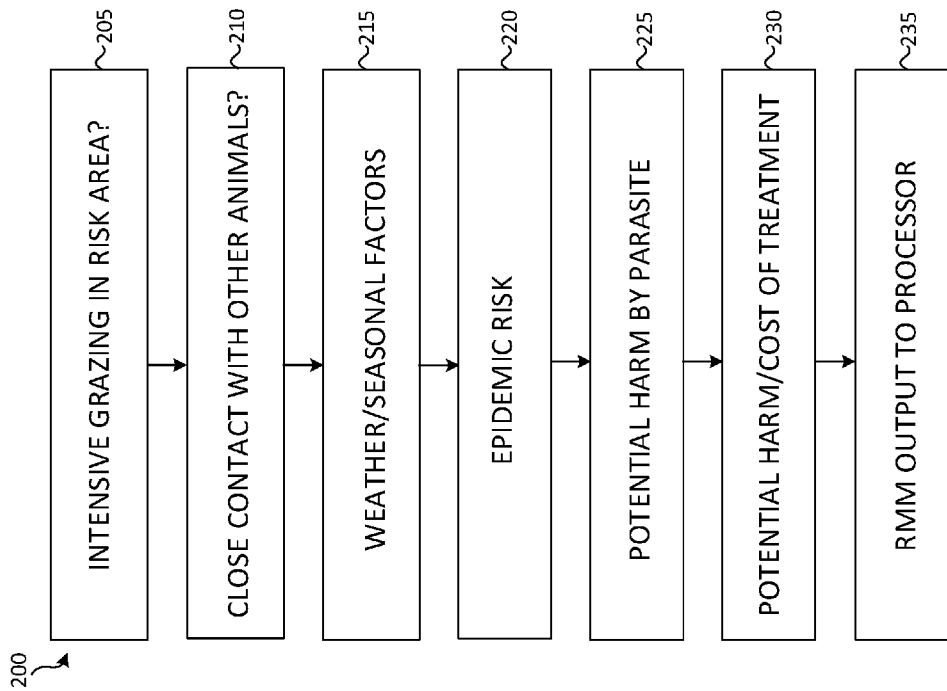 200
INTENSIVE GRAZING IN RISK AREA?
205
CLOSE CONTACT WITH OTHER ANIMALS?
210
WEATHER/SEASONAL FACTORS
215
EPIDEMIC RISK
220
POTENTIAL HARM BY PARASITE
225
POTENTIAL HARM/COST OF TREATMENT
230
RMM OUTPUT TO PROCESSOR
235